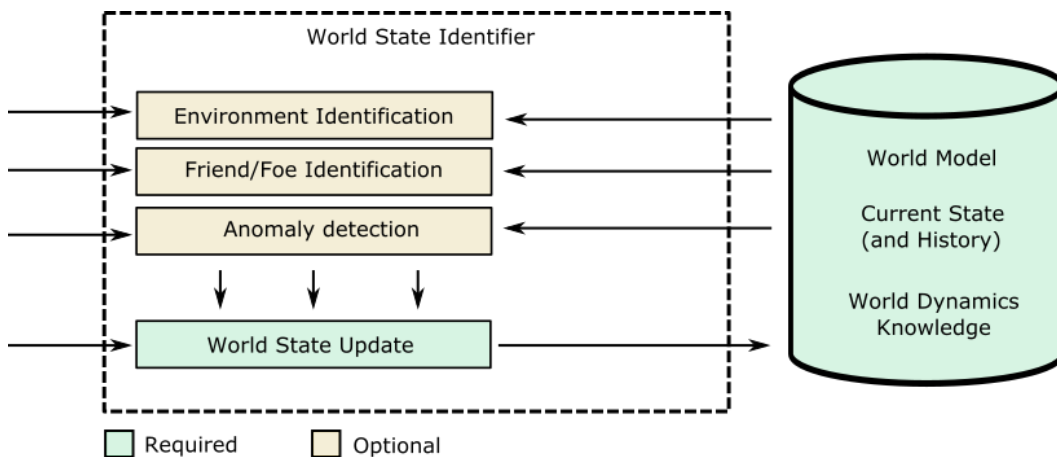 World State Identifier
Environment Identification
Friend/Foe Identification
Anomaly detection
World State Update
World Model
Current State
(and History)
World Dynamics
Knowledge
Required
Optional